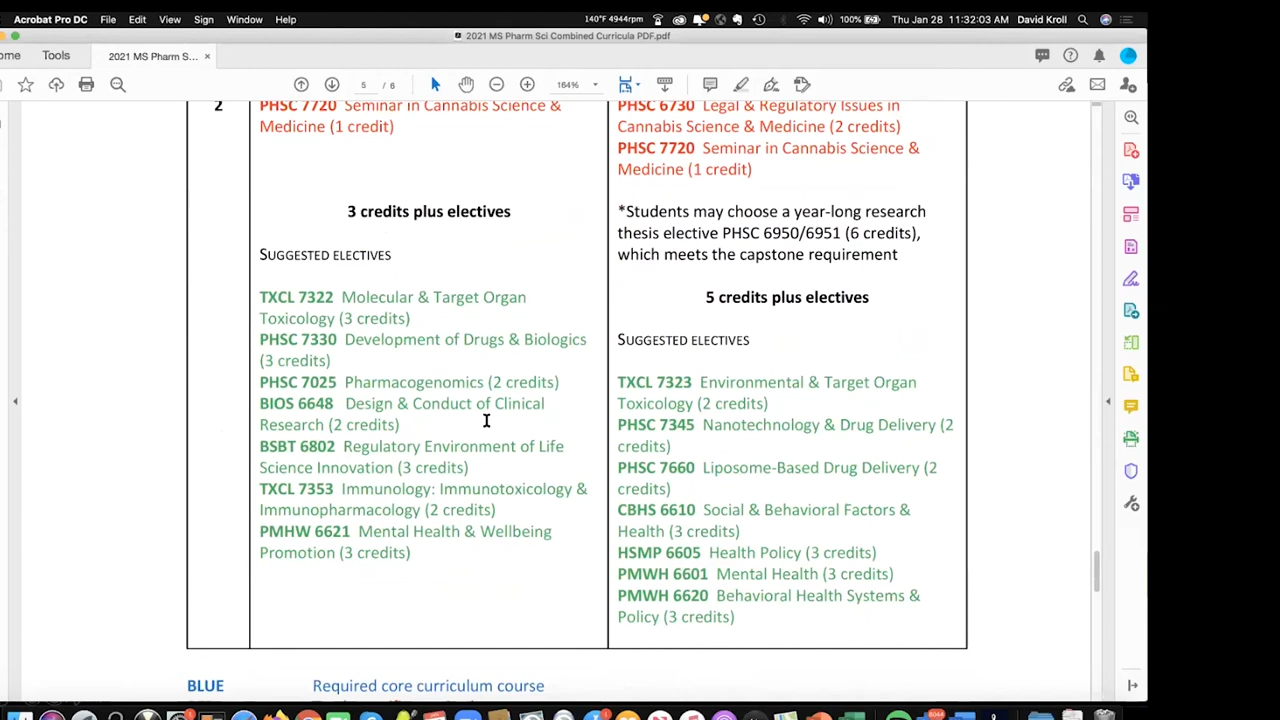 Acrobat Pro DC File Edit View Sign Window Help 140°F 4944rpm 100% Thu Jan 28 11:32:03 AM David Kroll
2021 MS Pharm Sci Combined Curricula PDF.pdf
ome Tools 2021 MS Pharm S... ×
5 / 6 164%
2
PHSC 7720 Seminar in Cannabis Science &
Medicine (1 credit)
3 credits plus electives
SUGGESTED ELECTIVES
TXCL 7322 Molecular & Target Organ
Toxicology (3 credits)
PHSC 7330 Development of Drugs & Biologics
(3 credits)
PHSC 7025 Pharmacogenomics (2 credits)
BIOS 6648 Design & Conduct of Clinical
Research (2 credits)
BSBT 6802 Regulatory Environment of Life
Science Innovation (3 credits)
TXCL 7353 Immunology: Immunotoxicology &
Immunopharmacology (2 credits)
PMHW 6621 Mental Health & Wellbeing
Promotion (3 credits)
PHSC 6730 Legal & Regulatory Issues in
Cannabis Science & Medicine (2 credits)
PHSC 7720 Seminar in Cannabis Science &
Medicine (1 credit)
*Students may choose a year-long research
thesis elective PHSC 6950/6951 (6 credits),
which meets the capstone requirement
5 credits plus electives
SUGGESTED ELECTIVES
TXCL 7323 Environmental & Target Organ
Toxicology (2 credits)
PHSC 7345 Nanotechnology & Drug Delivery (2
credits)
PHSC 7660 Liposome-Based Drug Delivery (2
credits)
CBHS 6610 Social & Behavioral Factors &
Health (3 credits)
HSMP 6605 Health Policy (3 credits)
PMWH 6601 Mental Health (3 credits)
PMWH 6620 Behavioral Health Systems &
Policy (3 credits)
BLUE Required core curriculum course